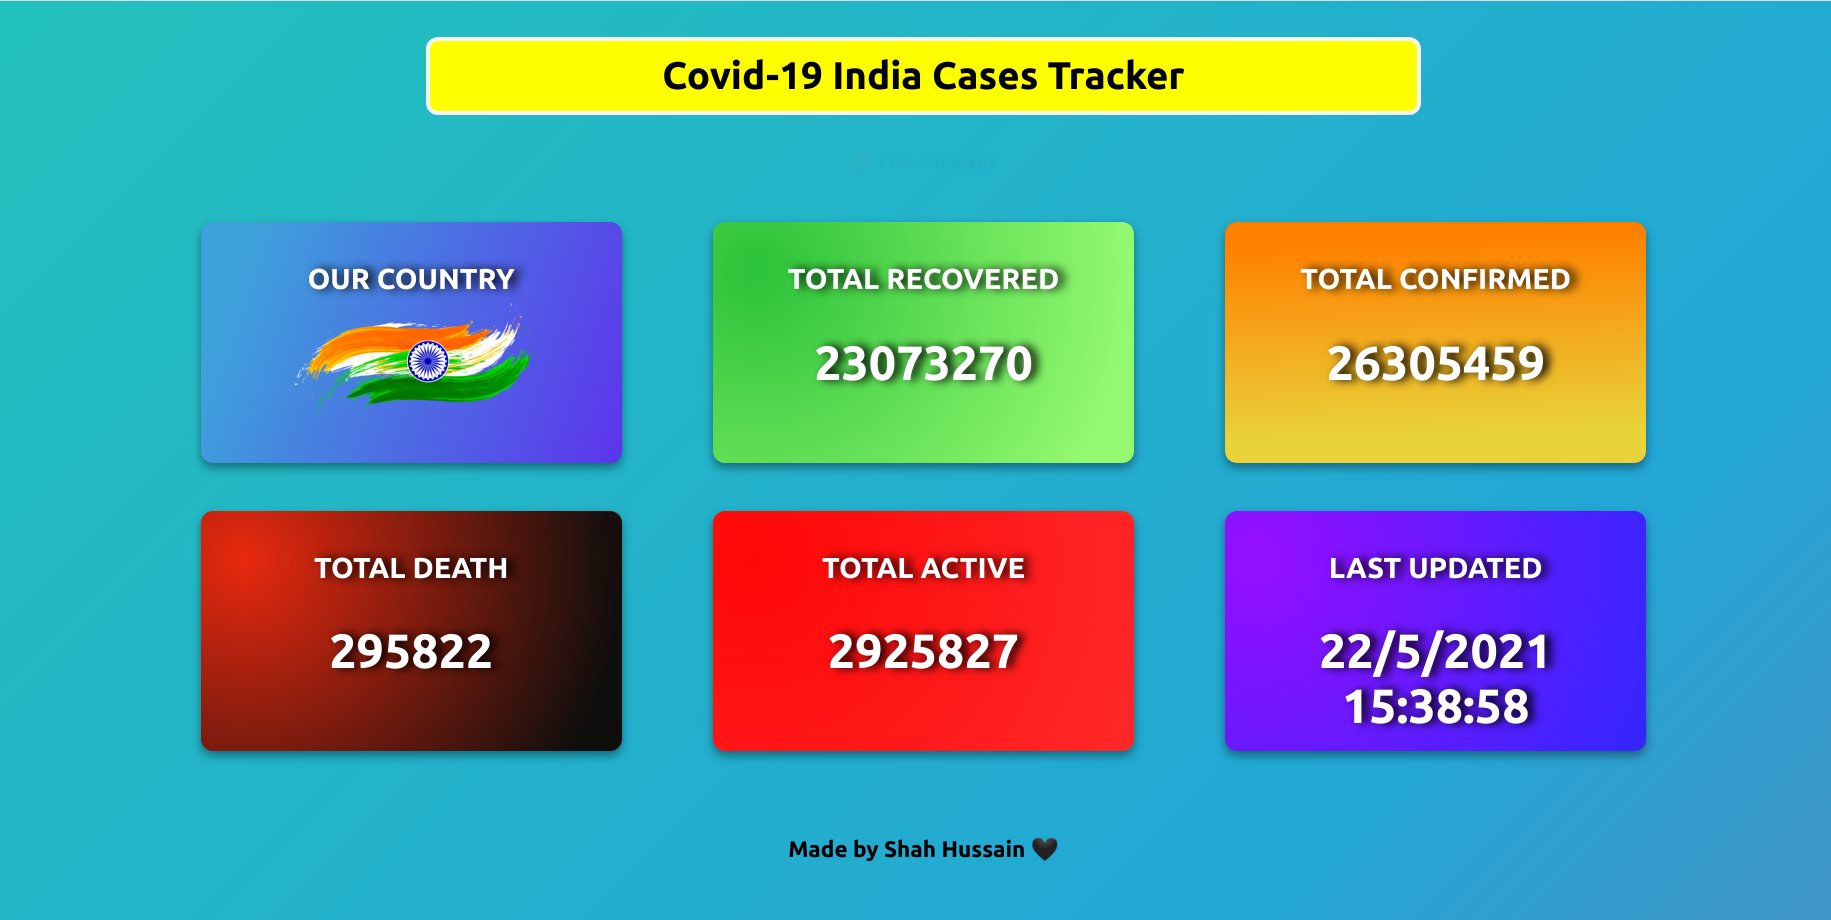 Covid-19 India Cases Tracker
Live Updates
OUR COUNTRY
TOTAL RECOVERED
23073270
TOTAL CONFIRMED
26305459
TOTAL DEATH
295822
TOTAL ACTIVE
2925827
LAST UPDATED
22/5/2021
15:38:58
Made by Shah Hussain 🖤